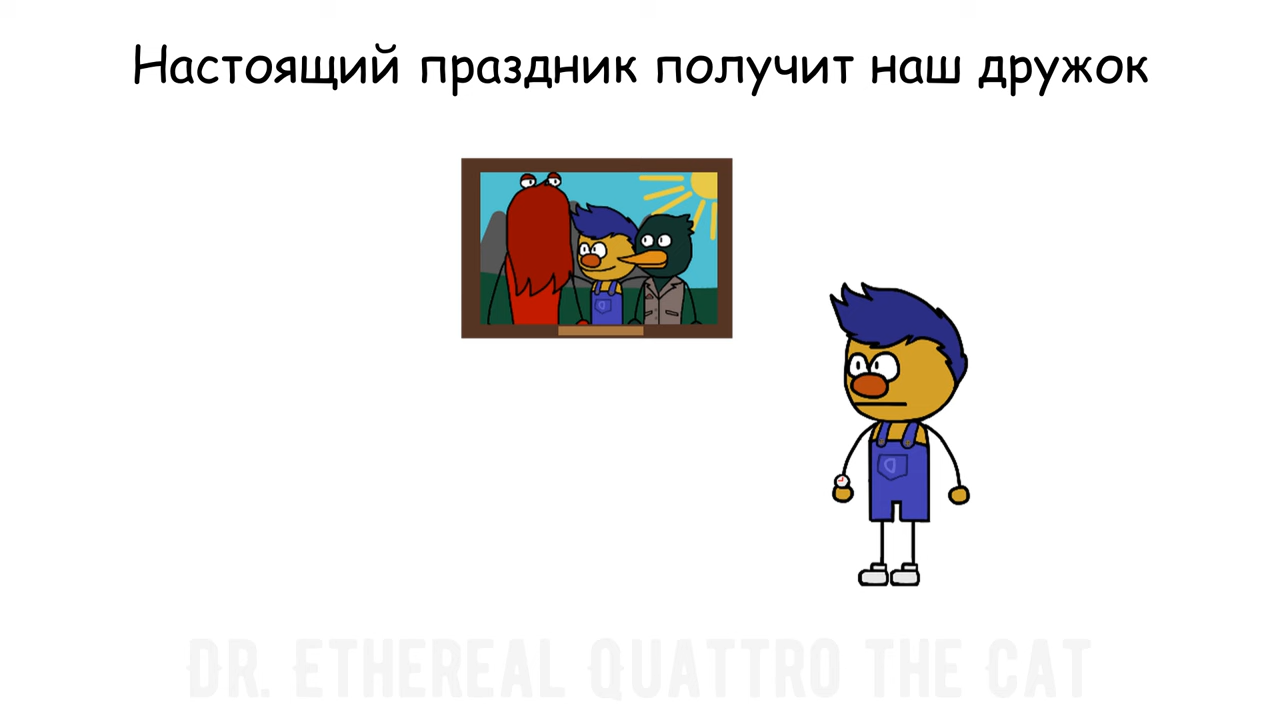 Настоящий праздник получит наш дружок
Dr. Ethereal Quattro the Cat